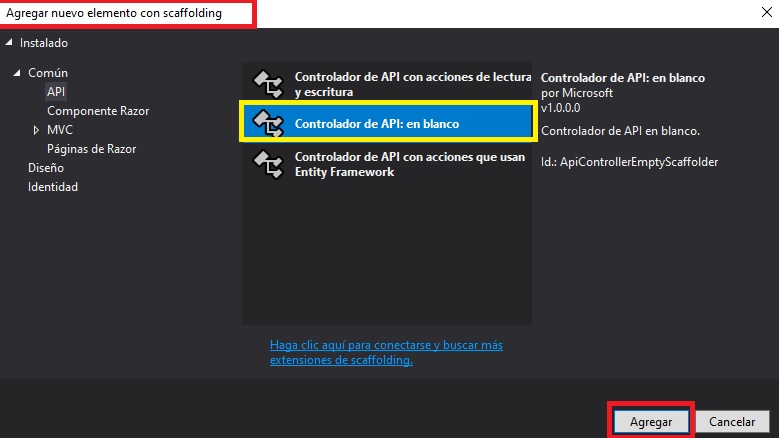 Agregar nuevo elemento con scaffolding
Instalado
Común
API
Componente Razor
MVC
Páginas de Razor
Diseño
Identidad
Controlador de API con acciones de lectura
y escritura
Controlador de API: en blanco
Controlador de API con acciones que usan
Entity Framework
Controlador de API: en blanco
por Microsoft
v1.0.0.0
Controlador de API en blanco.
Id.: ApiControllerEmptyScaffolder
Haga clic aquí para conectarse y buscar más
extensiones de scaffolding.
Agregar
Cancelar